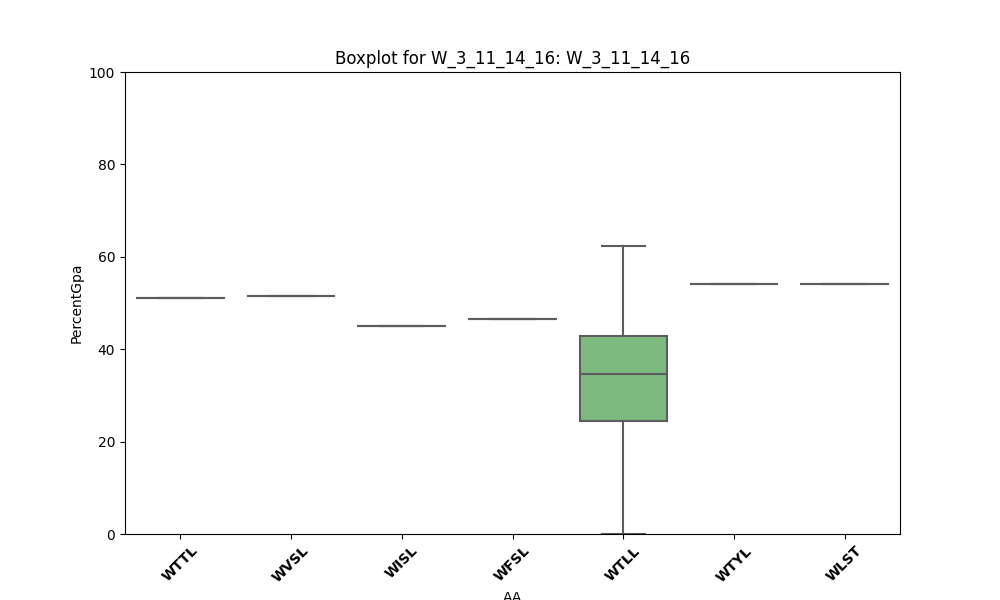 Boxplot for W_3_11_14_16: W_3_11_14_16
100
80
60
40
20
0
PercentGpa
WTTL
WVSL
WISL
WFSL
WTLL
WTYL
WLST
AA